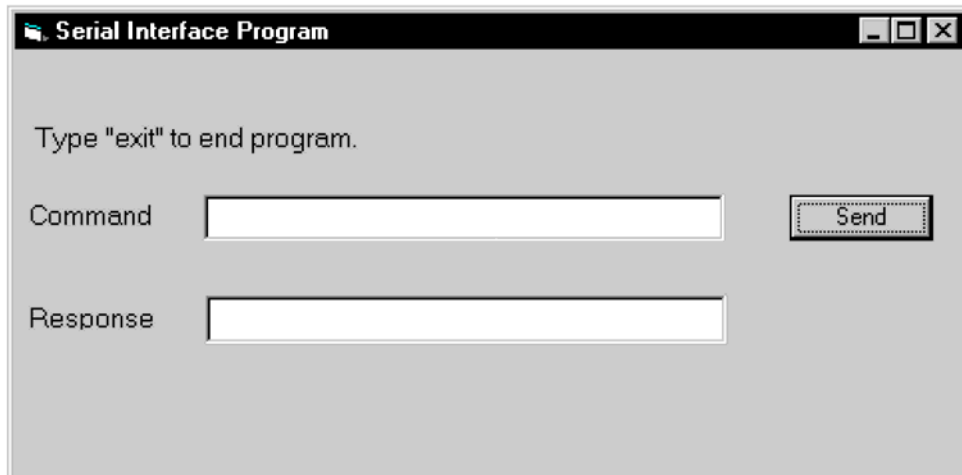 Serial Interface Program
Type "exit" to end program.
Command
Send
Response